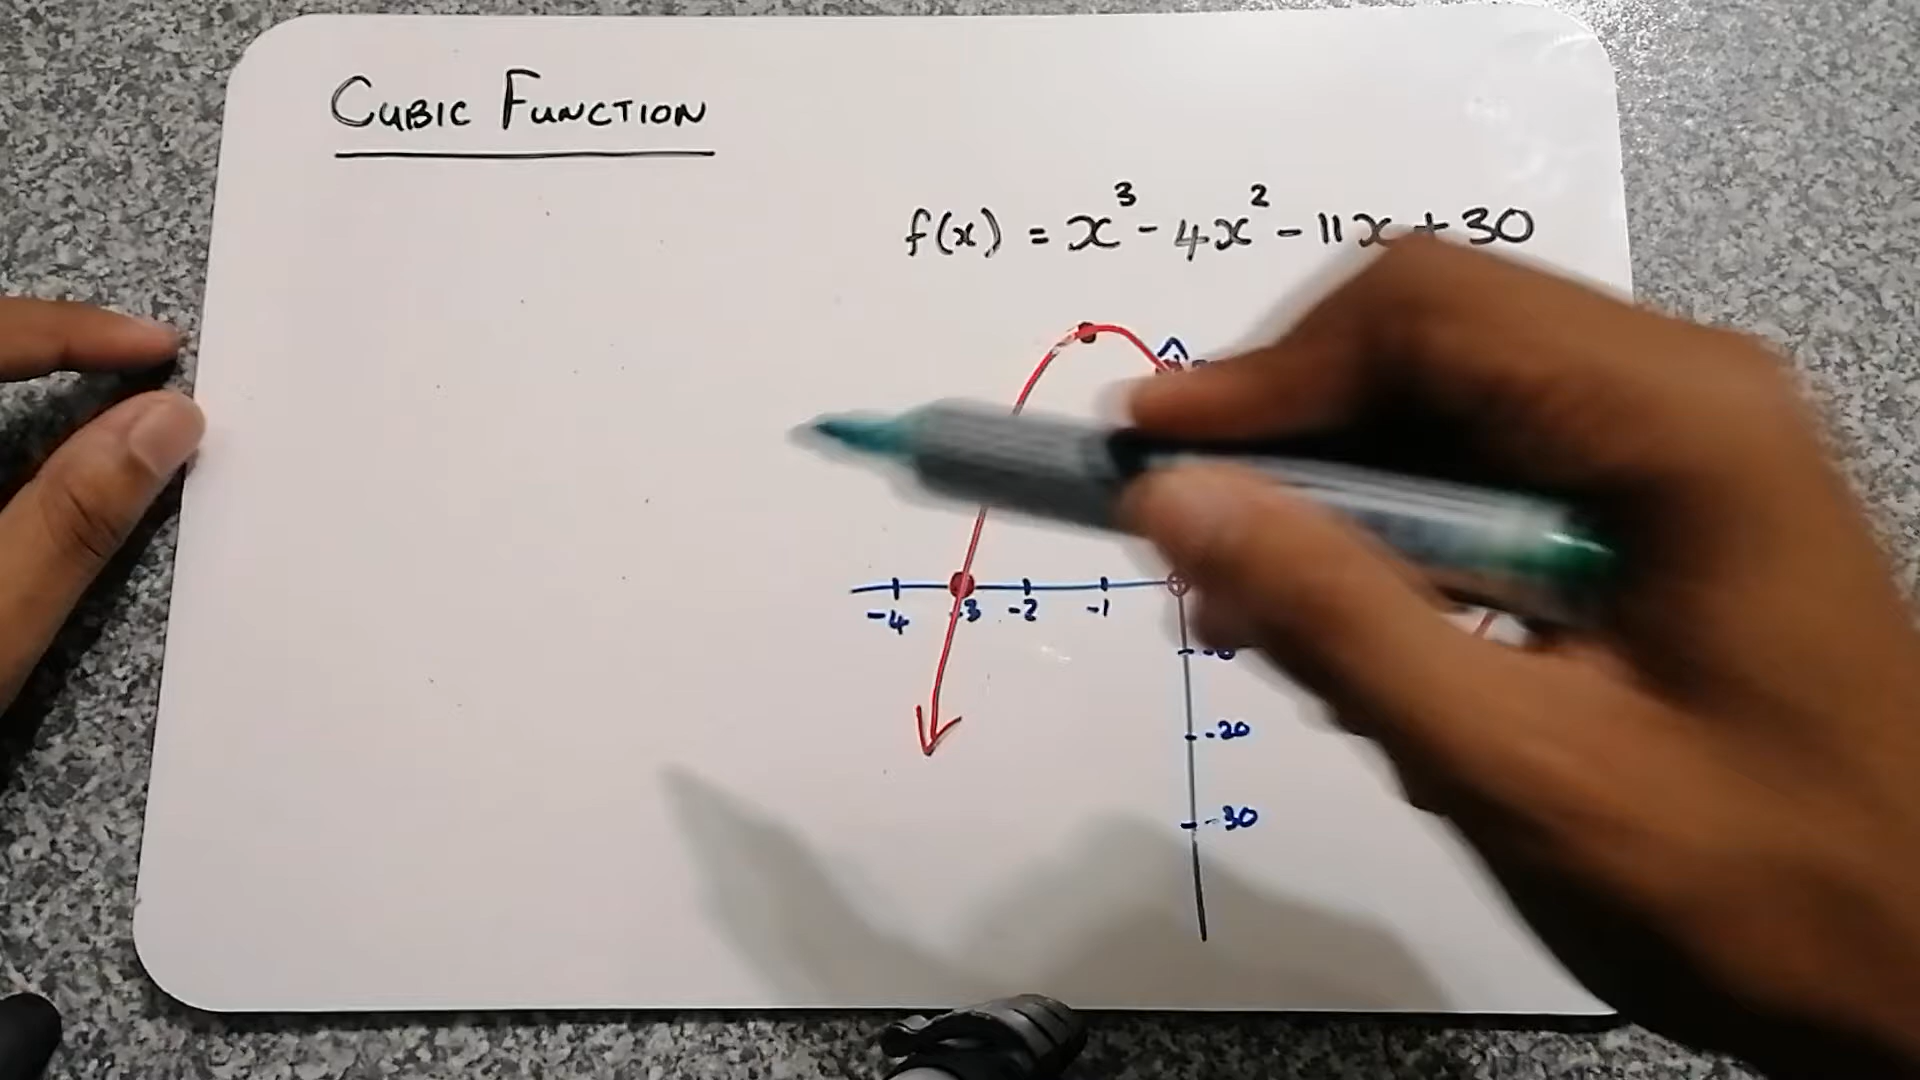 CUBIC FUNCTION
f(x) = x³ - 4x² - 11x + 30
-4 -3 -2 -1
-20
-30